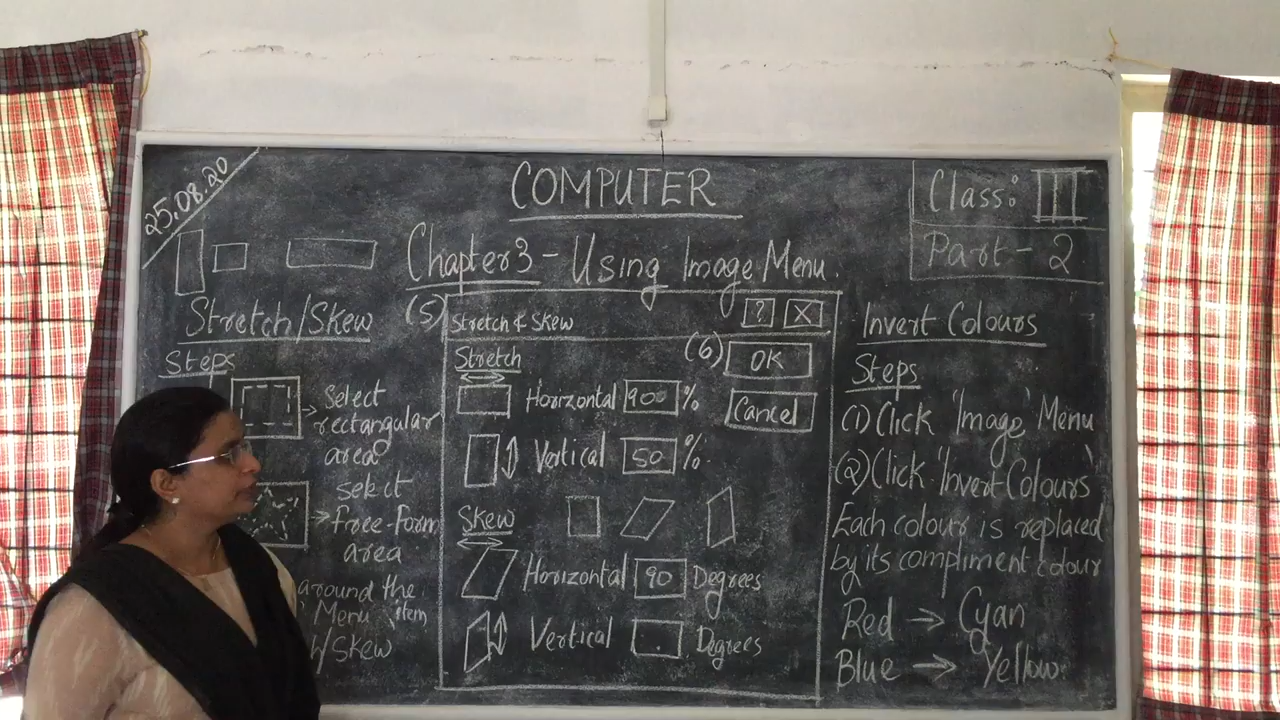 25.08.20
COMPUTER
Class: III
Part - 2
Chapter 3 - Using Image Menu.
Stretch/Skew
Steps
Select
rectangular
area
select
free-form
area
around the
Menu item
/Skew
(5)
Stretch & Skew
? X
Stretch
(6) OK
Cancel
Horizontal 900 %
Vertical 50 %
Skew
Horizontal 90 Degrees
Vertical Degrees
Invert Colours
Steps
(1) Click 'Image' Menu
(2) Click 'Invert Colours'
Each colour is replaced
by its compliment colour
Red → Cyan
Blue → Yellow